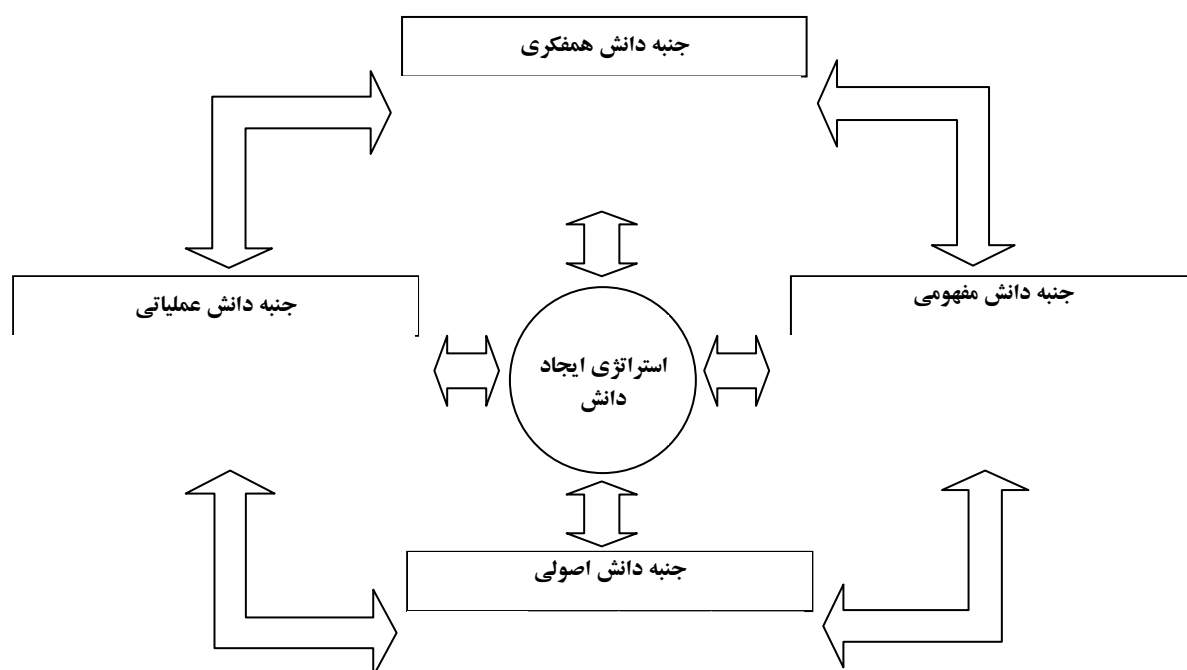 جنبه دانش همفکری
جنبه دانش مفهومی
جنبه دانش عملیاتی
استراتژی ایجاد
دانش
جنبه دانش اصولی